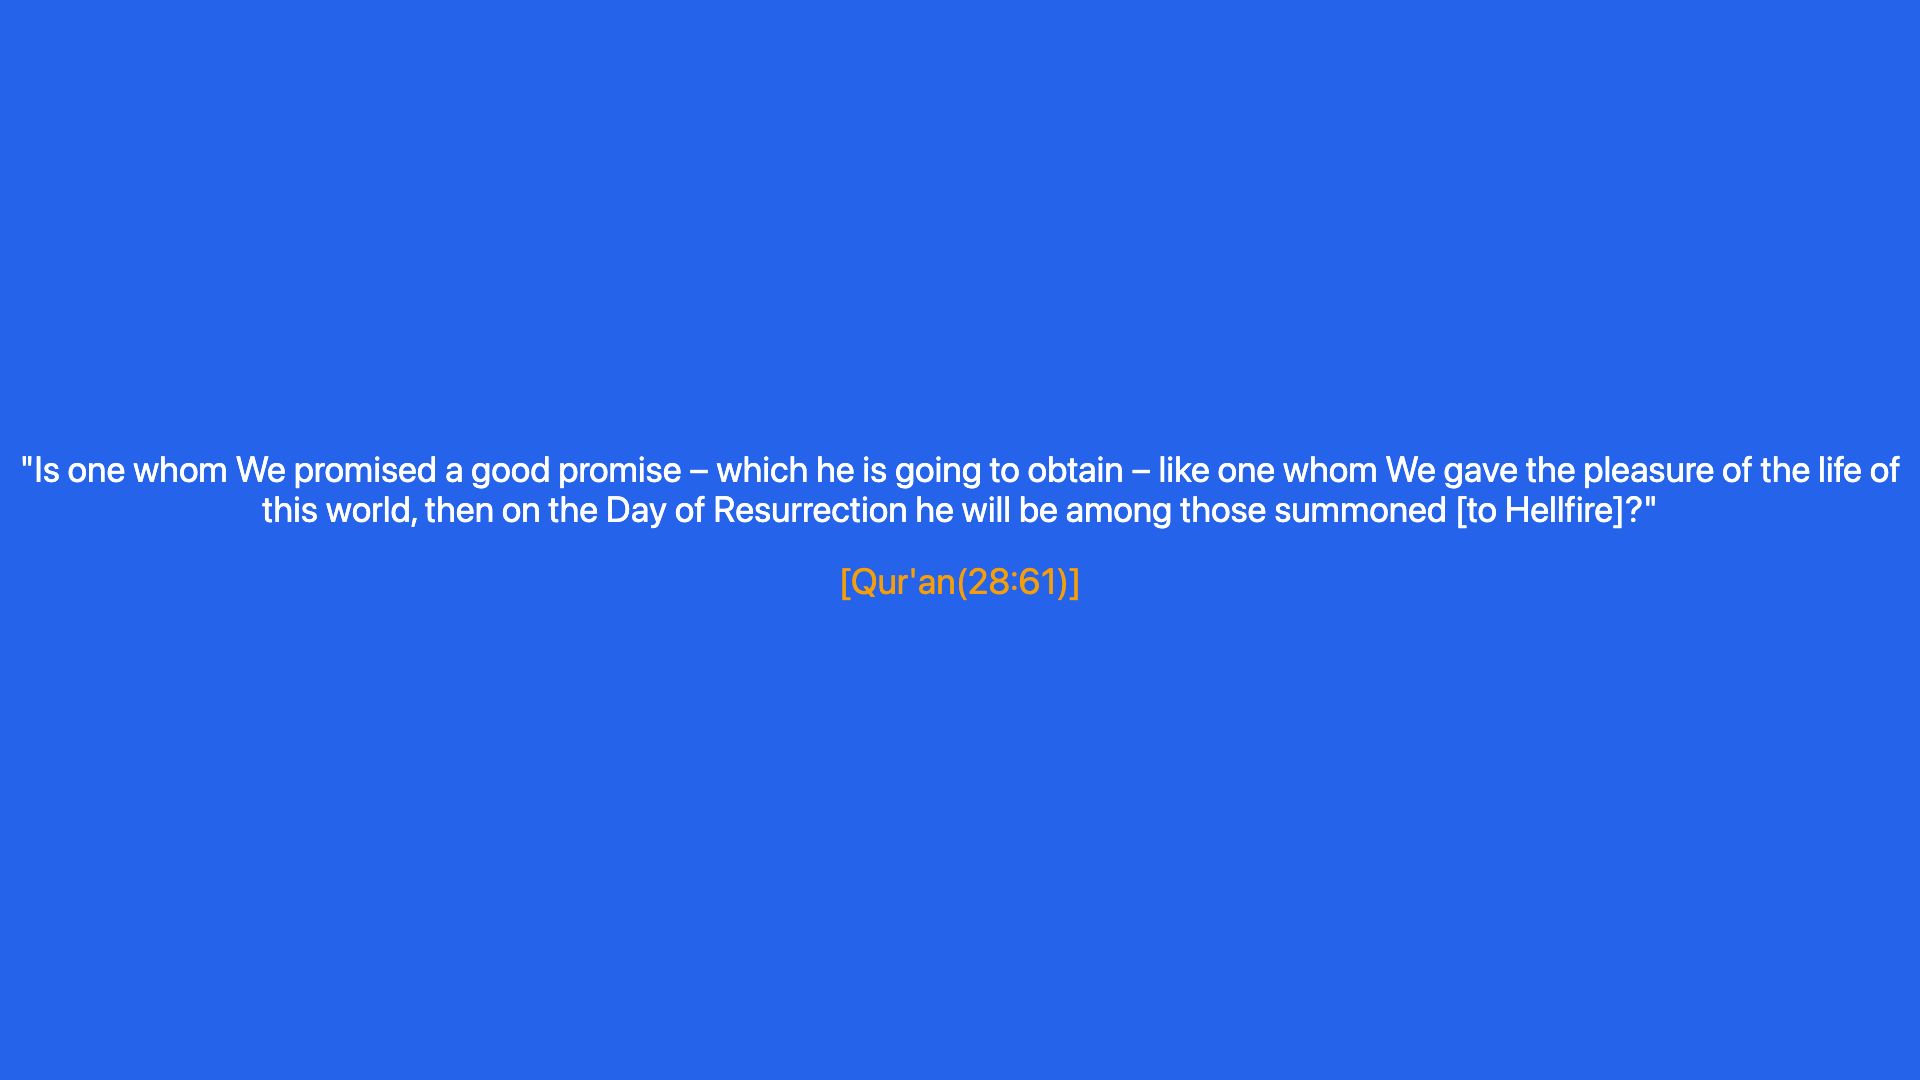 "Is one whom We promised a good promise – which he is going to obtain – like one whom We gave the pleasure of the life of
this world, then on the Day of Resurrection he will be among those summoned [to Hellfire]?"
[Qur'an(28:61)]